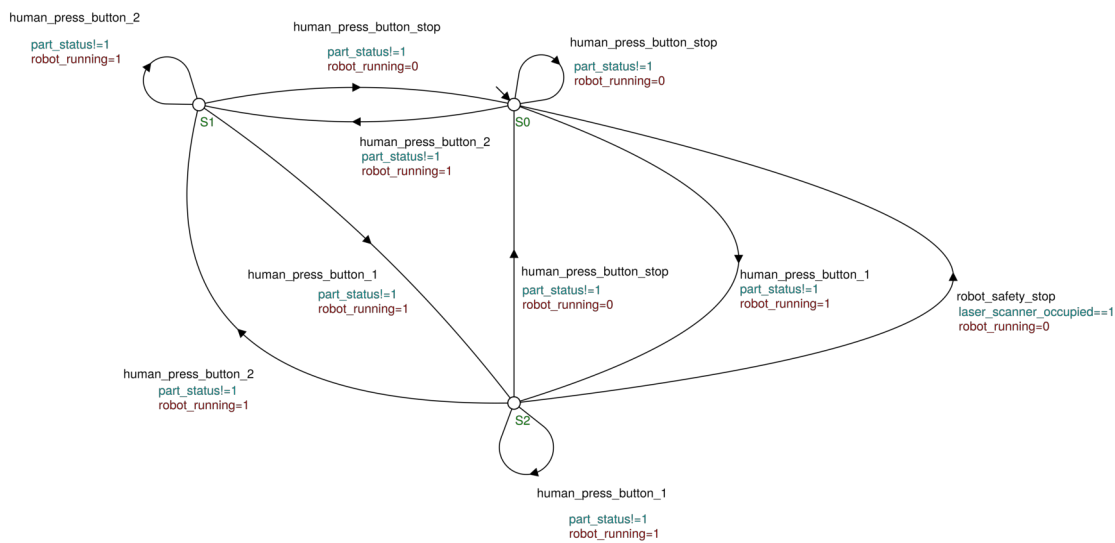 human_press_button_2
part_status!=1
robot_running=1
human_press_button_stop
part_status!=1
robot_running=0
human_press_button_stop
part_status!=1
robot_running=0
S1
S0
human_press_button_2
part_status!=1
robot_running=1
human_press_button_1
part_status!=1
robot_running=1
human_press_button_stop
part_status!=1
robot_running=0
human_press_button_1
part_status!=1
robot_running=1
robot_safety_stop
laser_scanner_occupied==1
robot_running=0
human_press_button_2
part_status!=1
robot_running=1
S2
human_press_button_1
part_status!=1
robot_running=1